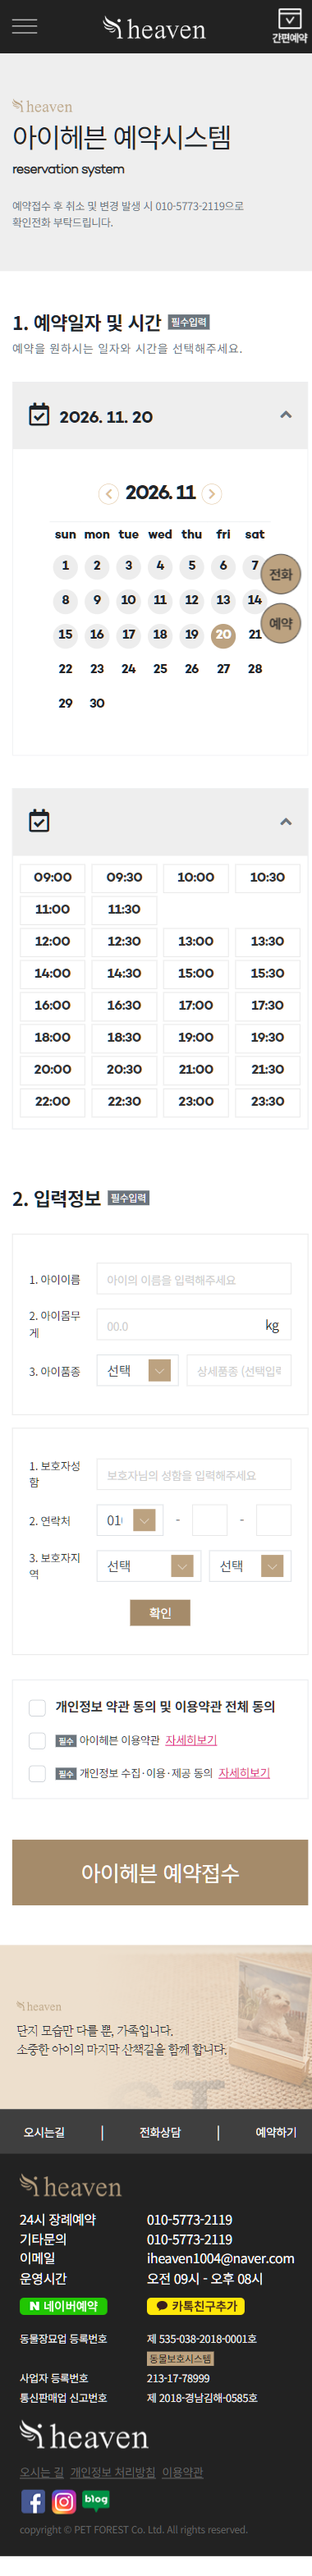 iheaven
간편예약
iheaven
아이헤븐 예약시스템
reservation system
예약접수 후 취소 및 변경 발생 시 010-5773-2119으로
확인전화 부탁드립니다.
1. 예약일자 및 시간 필수입력
예약을 원하시는 일자와 시간을 선택해주세요.
2026. 11. 20
2026. 11
sun mon tue wed thu fri sat
1 2 3 4 5 6 7
전화
8 9 10 11 12 13 14
예약
15 16 17 18 19 20 21
22 23 24 25 26 27 28
29 30
09:00 09:30 10:00 10:30
11:00 11:30
12:00 12:30 13:00 13:30
14:00 14:30 15:00 15:30
16:00 16:30 17:00 17:30
18:00 18:30 19:00 19:30
20:00 20:30 21:00 21:30
22:00 22:30 23:00 23:30
2. 입력정보 필수입력
1. 아이이름 아이의 이름을 입력해주세요
2. 아이몸무
게
00.0 kg
3. 아이품종 선택 상세품종 (선택입력
1. 보호자성
함
보호자님의 성함을 입력해주세요
2. 연락처 010 - -
3. 보호자지
역
선택 선택
확인
개인정보 약관 동의 및 이용약관 전체 동의
필수 아이헤븐 이용약관 자세히보기
필수 개인정보 수집·이용·제공 동의 자세히보기
아이헤븐 예약접수
iheaven
단지 모습만 다를 뿐, 가족입니다.
소중한 아이의 마지막 산책길을 함께 합니다.
오시는길 | 전화상담 | 예약하기
iheaven
24시 장례예약 010-5773-2119
기타문의 010-5773-2119
이메일 iheaven1004@naver.com
운영시간 오전 09시 - 오후 08시
N 네이버예약 카톡친구추가
동물장묘업 등록번호 제 535-038-2018-0001호
동물보호시스템
사업자 등록번호 213-17-78999
통신판매업 신고번호 제 2018-경남김해-0585호
iheaven
오시는 길 개인정보 처리방침 이용약관
blog
copyright © PET FOREST Co. Ltd. All rights reserved.